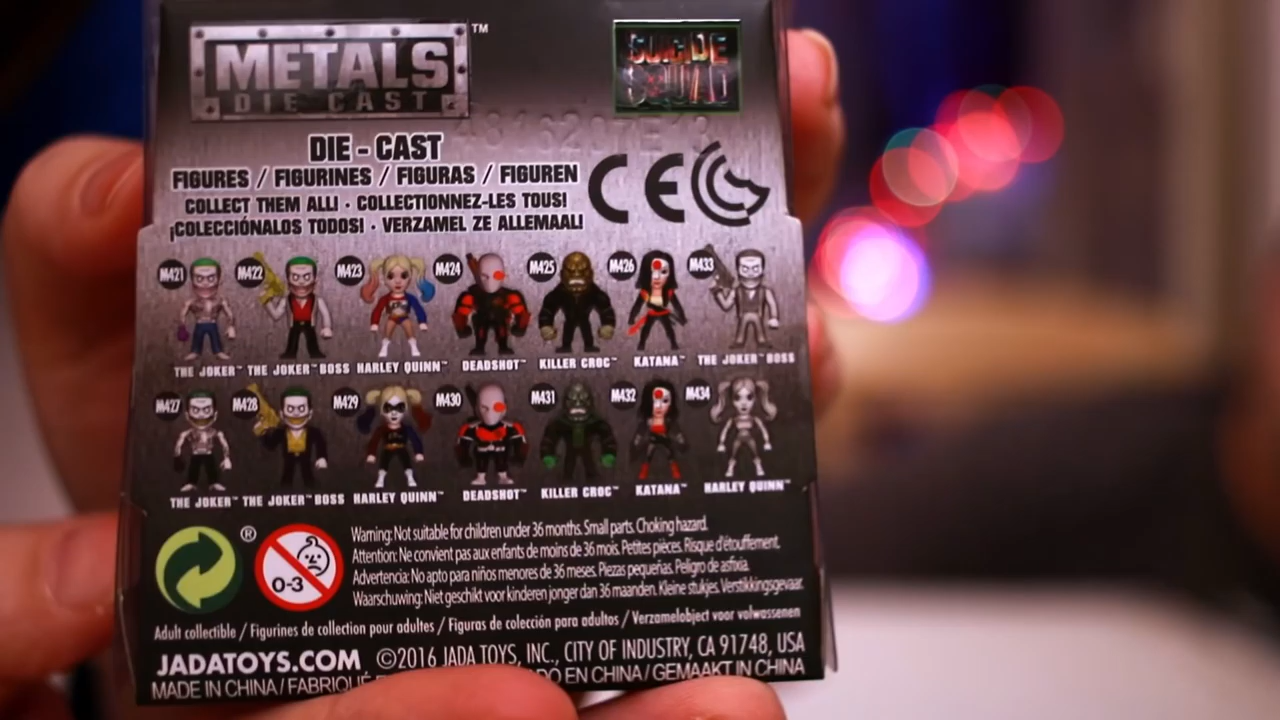 METALS™
DIE CAST
SUICIDE
SQUAD
DIE-CAST
FIGURES / FIGURINES / FIGURAS / FIGUREN
COLLECT THEM ALL! · COLLECTIONNEZ-LES TOUS!
¡COLECCIÓNALOS TODOS! · VERZAMEL ZE ALLEMAAL!
CE
M421 M422 M423 M424 M425 M426 M433
THE JOKER™ THE JOKER™ BOSS HARLEY QUINN™ DEADSHOT™ KILLER CROC™ KATANA™ THE JOKER™ BOSS
M427 M428 M429 M430 M431 M432 M434
THE JOKER™ THE JOKER™ BOSS HARLEY QUINN™ DEADSHOT™ KILLER CROC™ KATANA™ HARLEY QUINN™
®
0-3
Warning: Not suitable for children under 36 months. Small parts. Choking hazard.
Attention: Ne convient pas aux enfants de moins de 36 mois. Petites pièces. Risque d'étouffement.
Advertencia: No apto para niños menores de 36 meses. Piezas pequeñas. Peligro de asfixia.
Waarschuwing: Niet geschikt voor kinderen jonger dan 36 maanden. Kleine stukjes. Verstikkingsgevaar.
Adult collectible / Figurines de collection pour adultes / Figuras de colección para adultos / Verzamelobject voor volwassenen
JADATOYS.COM ©2016 JADA TOYS, INC., CITY OF INDUSTRY, CA 91748, USA
MADE IN CHINA / FABRIQUÉ EN CHINA / GEMAAKT IN CHINA